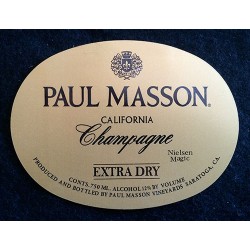 PAUL MASSON
CALIFORNIA
Champagne
Nielsen
Magic
EXTRA DRY
CONTS. 750 ML. ALCOHOL 12% BY VOLUME
PRODUCED AND BOTTLED BY PAUL MASSON VINEYARDS SARATOGA, CA.